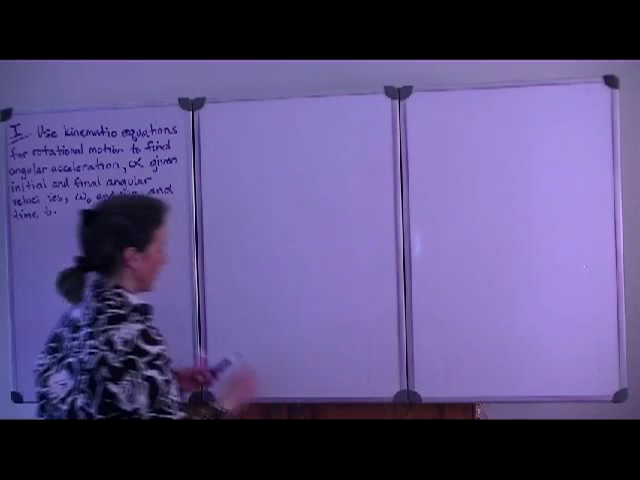 I. Use kinematic equations
for rotational motion to find
angular acceleration, α given
initial and final angular
ω₀ and and
time t.